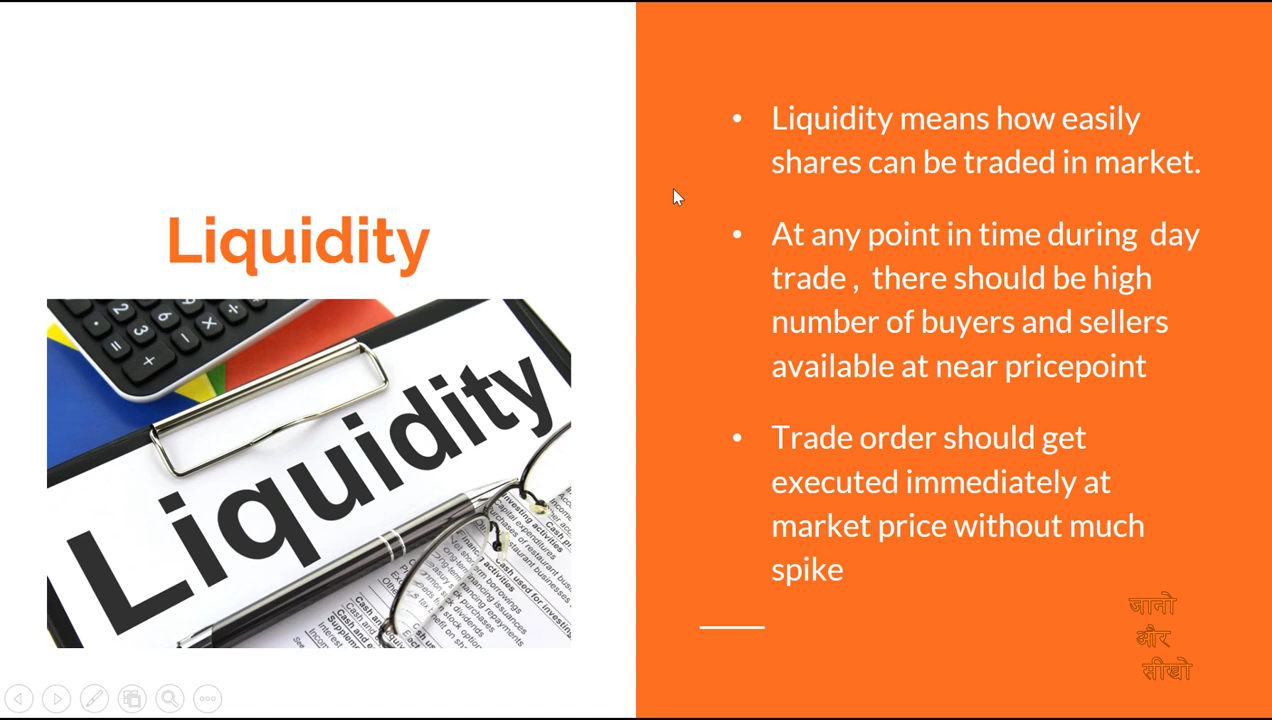 Liquidity
Liquidity
• Liquidity means how easily
shares can be traded in market.
• At any point in time during  day
trade ,  there should be high
number of buyers and sellers
available at near pricepoint
• Trade order should get
executed immediately at
market price without much
spike
जानो
और
सीखो